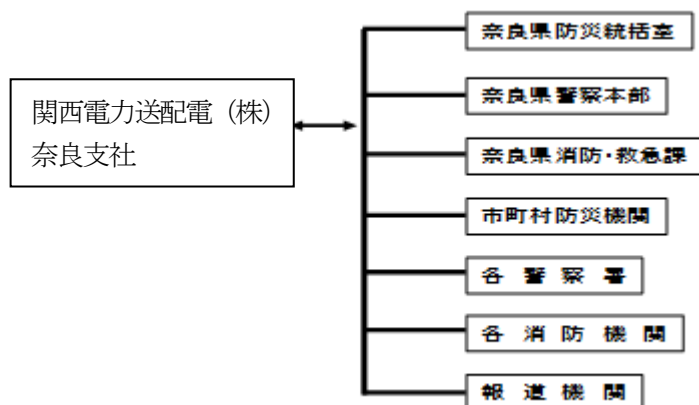 関西電力送配電（株）
奈良支社
奈良県防災統括室
奈良県警察本部
奈良県消防・救急課
市町村防災機関
各警察署
各消防機関
報道機関